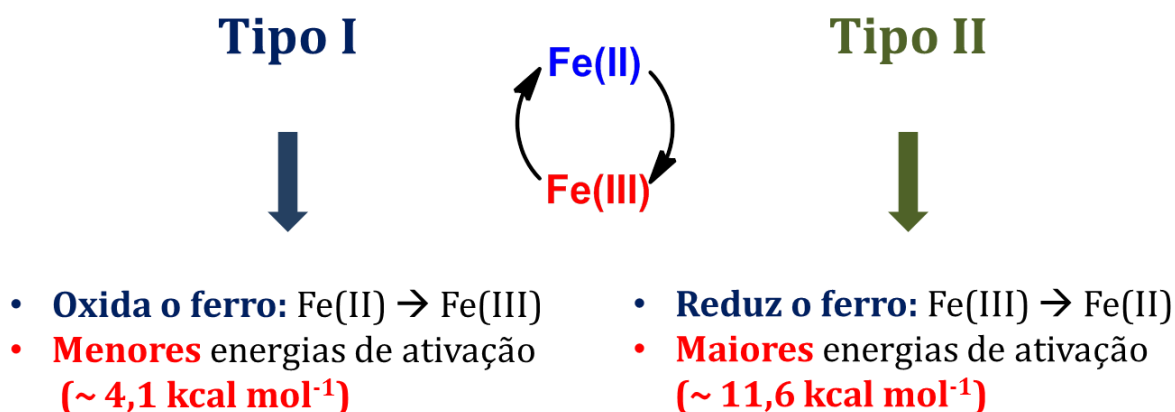 Tipo I
Fe(II)
Fe(III)
Tipo II
• Oxida o ferro: Fe(II) → Fe(III)
• Menores energias de ativação
(~ 4,1 kcal mol⁻¹)
• Reduz o ferro: Fe(III) → Fe(II)
• Maiores energias de ativação
(~ 11,6 kcal mol⁻¹)